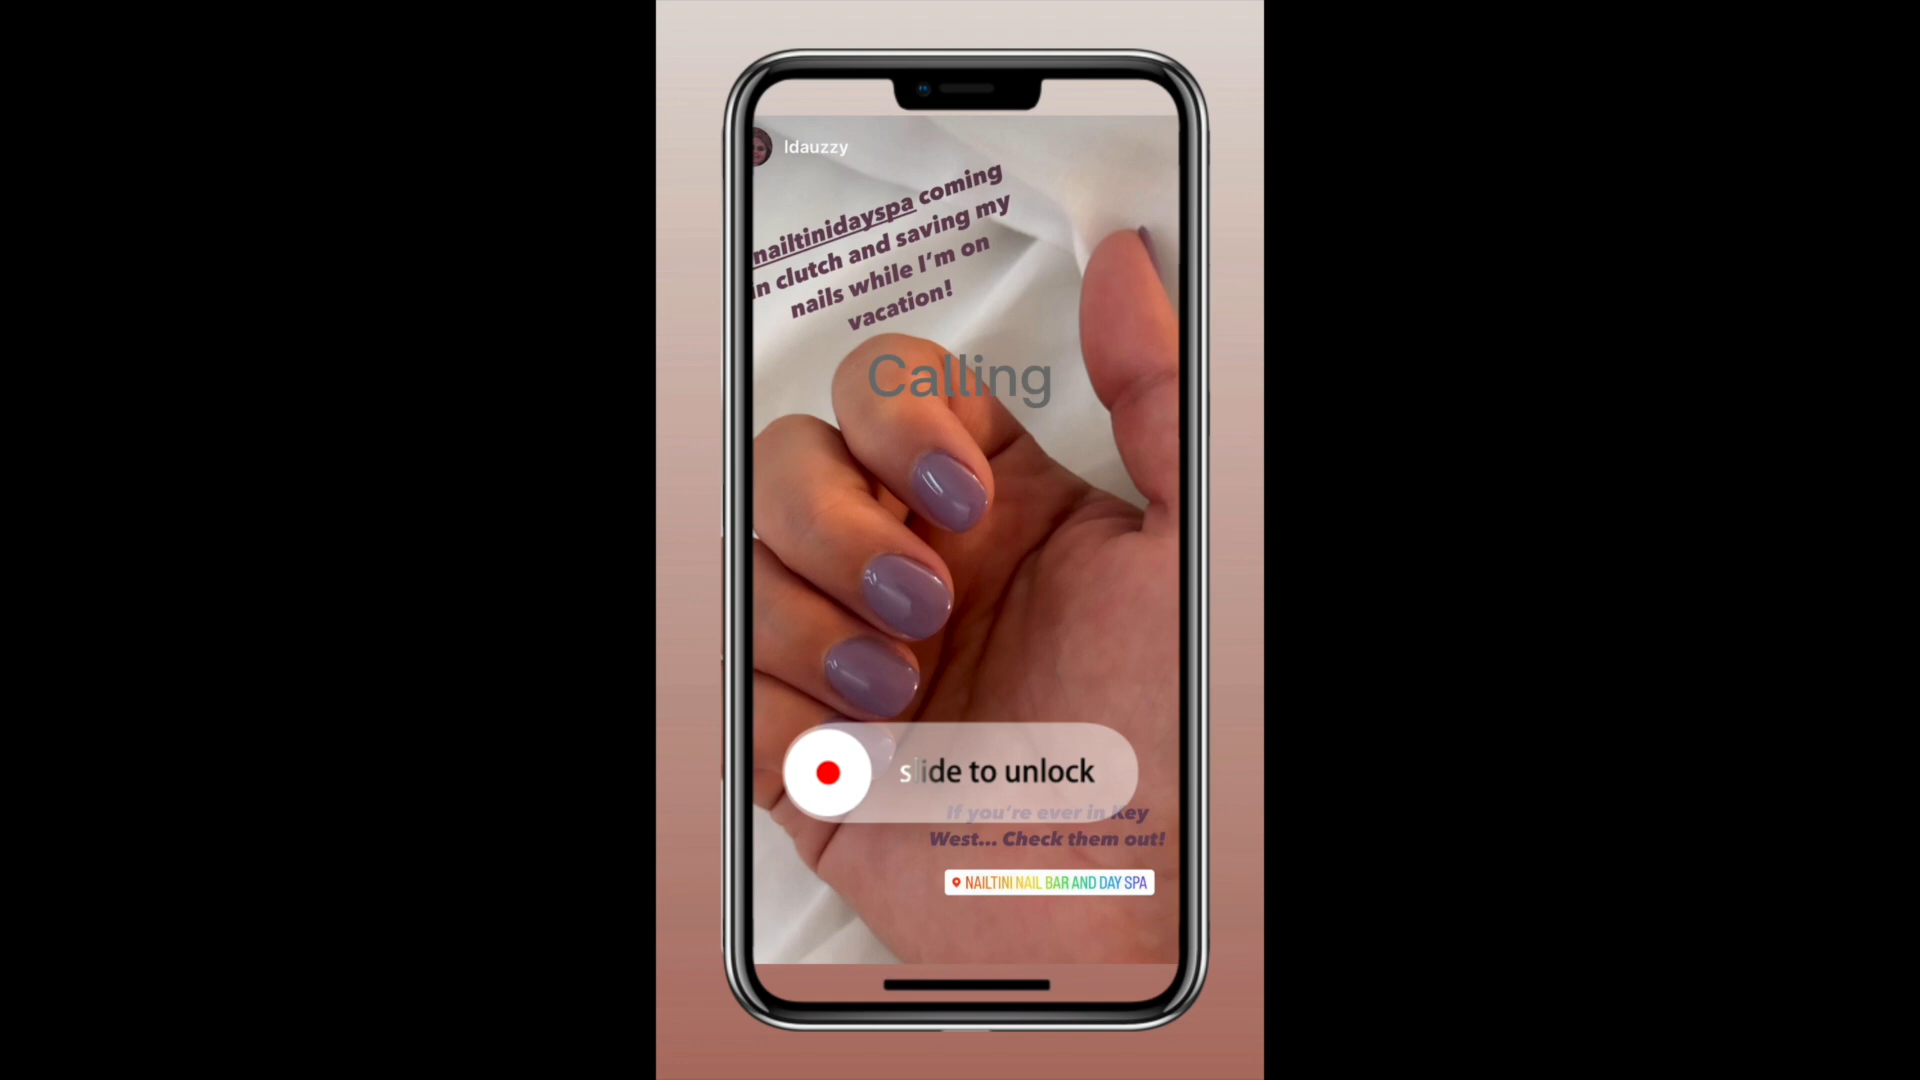 ldauzzy
nailtinidayspa coming
in clutch and saving my
nails while I'm on
vacation!
Calling
slide to unlock
If you're ever in Key
West... Check them out!
NAILTINI NAIL BAR AND DAY SPA